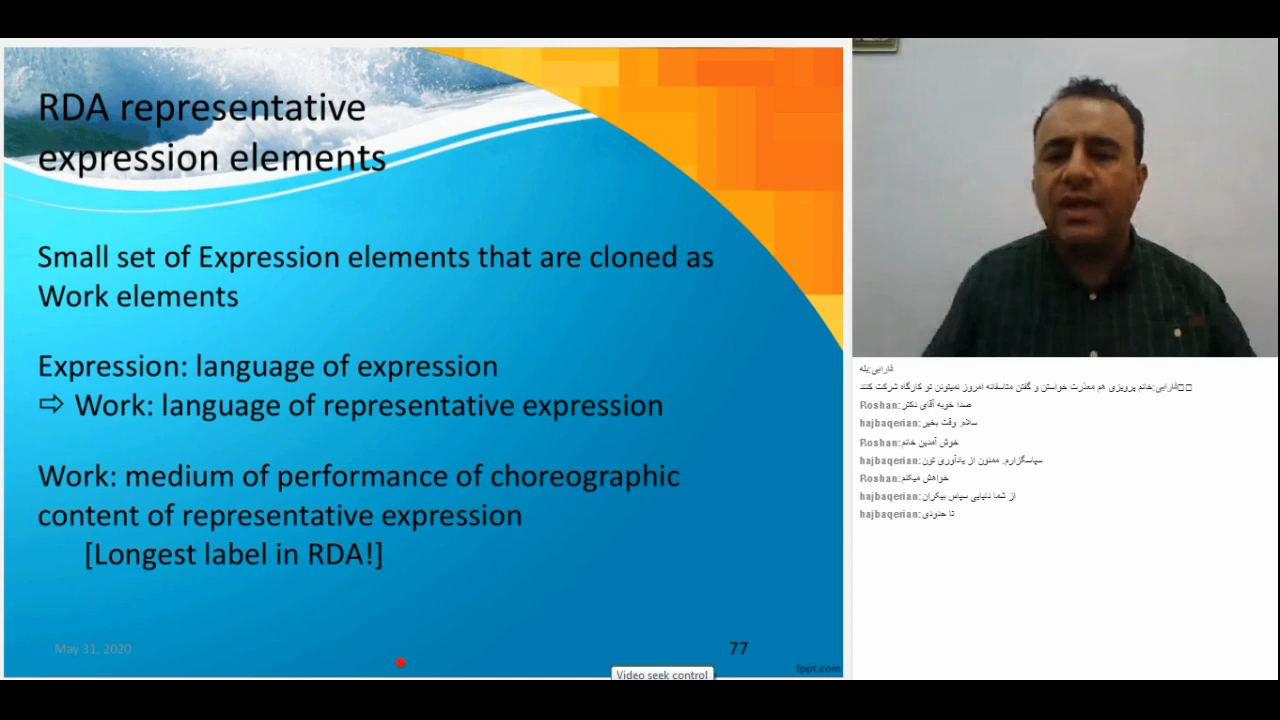 RDA representative
expression elements
Small set of Expression elements that are cloned as
Work elements
Expression: language of expression
⇨ Work: language of representative expression
Work: medium of performance of choreographic
content of representative expression
[Longest label in RDA!]
May 31, 2020
77
fppt.com
Video seek control
فارابی:بله
فارابی:خانم پرویزی هم معذرت خواستن و گفتن متاسفانه امروز نمیتونن تو کارگاه شرکت کنند
Roshan:صدا خوبه آقای دکتر
hajbaqerian:سلام. وقت بخیر
Roshan:خوش آمدین خانم
hajbaqerian:سپاسگزارم. ممنون از یادآوری تون
Roshan:خواهش میکنم
hajbaqerian:از شما دنیایی سپاس بیکران
hajbaqerian:تا حدودی